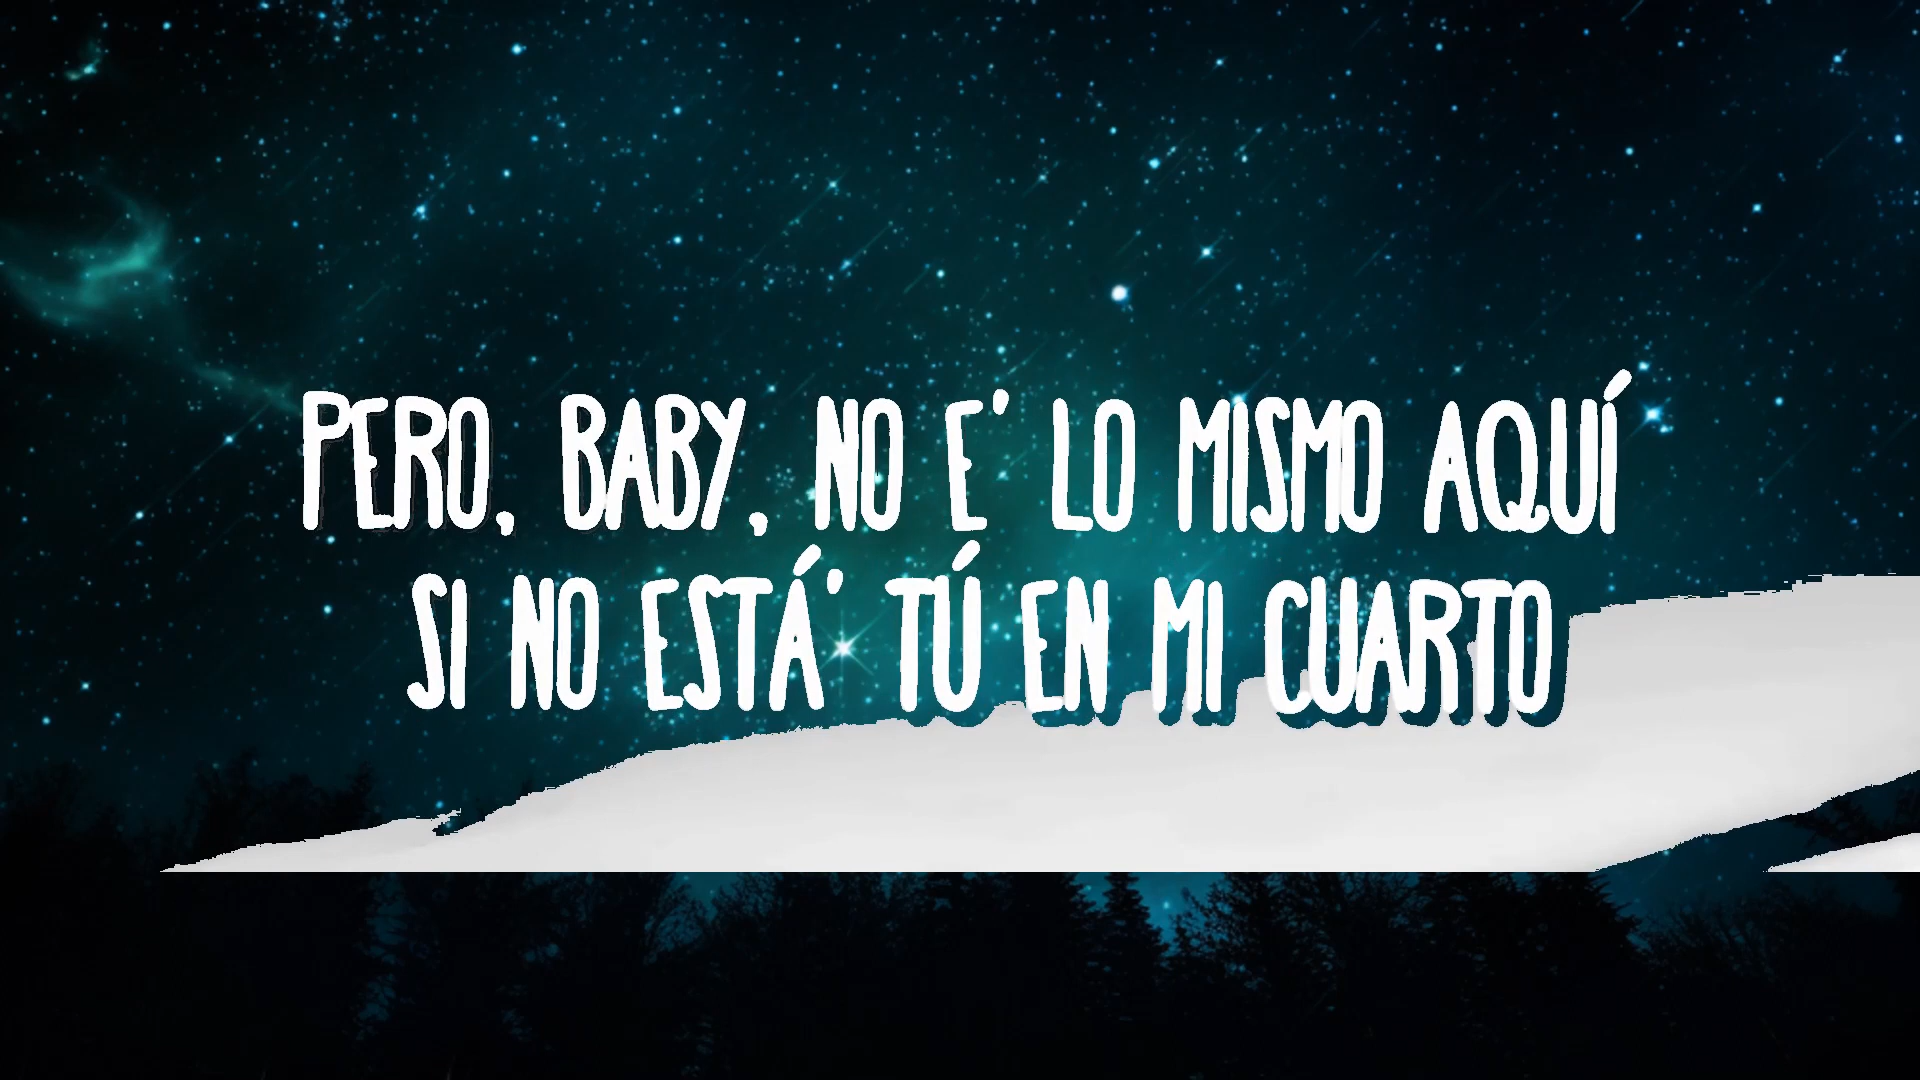 PERO, BABY, NO E' LO MISMO AQUÍ
SI NO ESTÁ' TÚ EN MI CUARTO